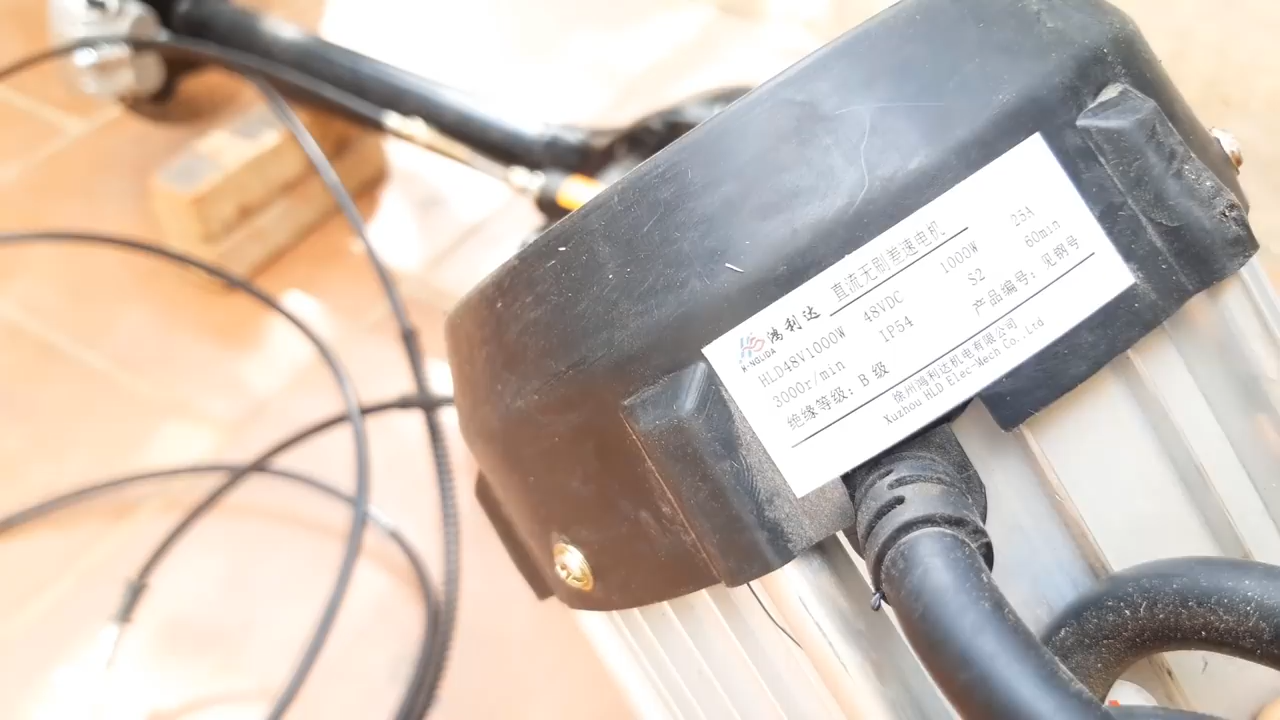 H·NOLIDA 鸿利达 直流无刷差速电机
HLD48V1000W 48VDC 1000W 25A
3000r/min IP54 S2 60min
绝缘等级：B 级 产品编号：见钢号
徐州鸿利达机电有限公司
Xuzhou HLD Elec-Mech Co.,Ltd